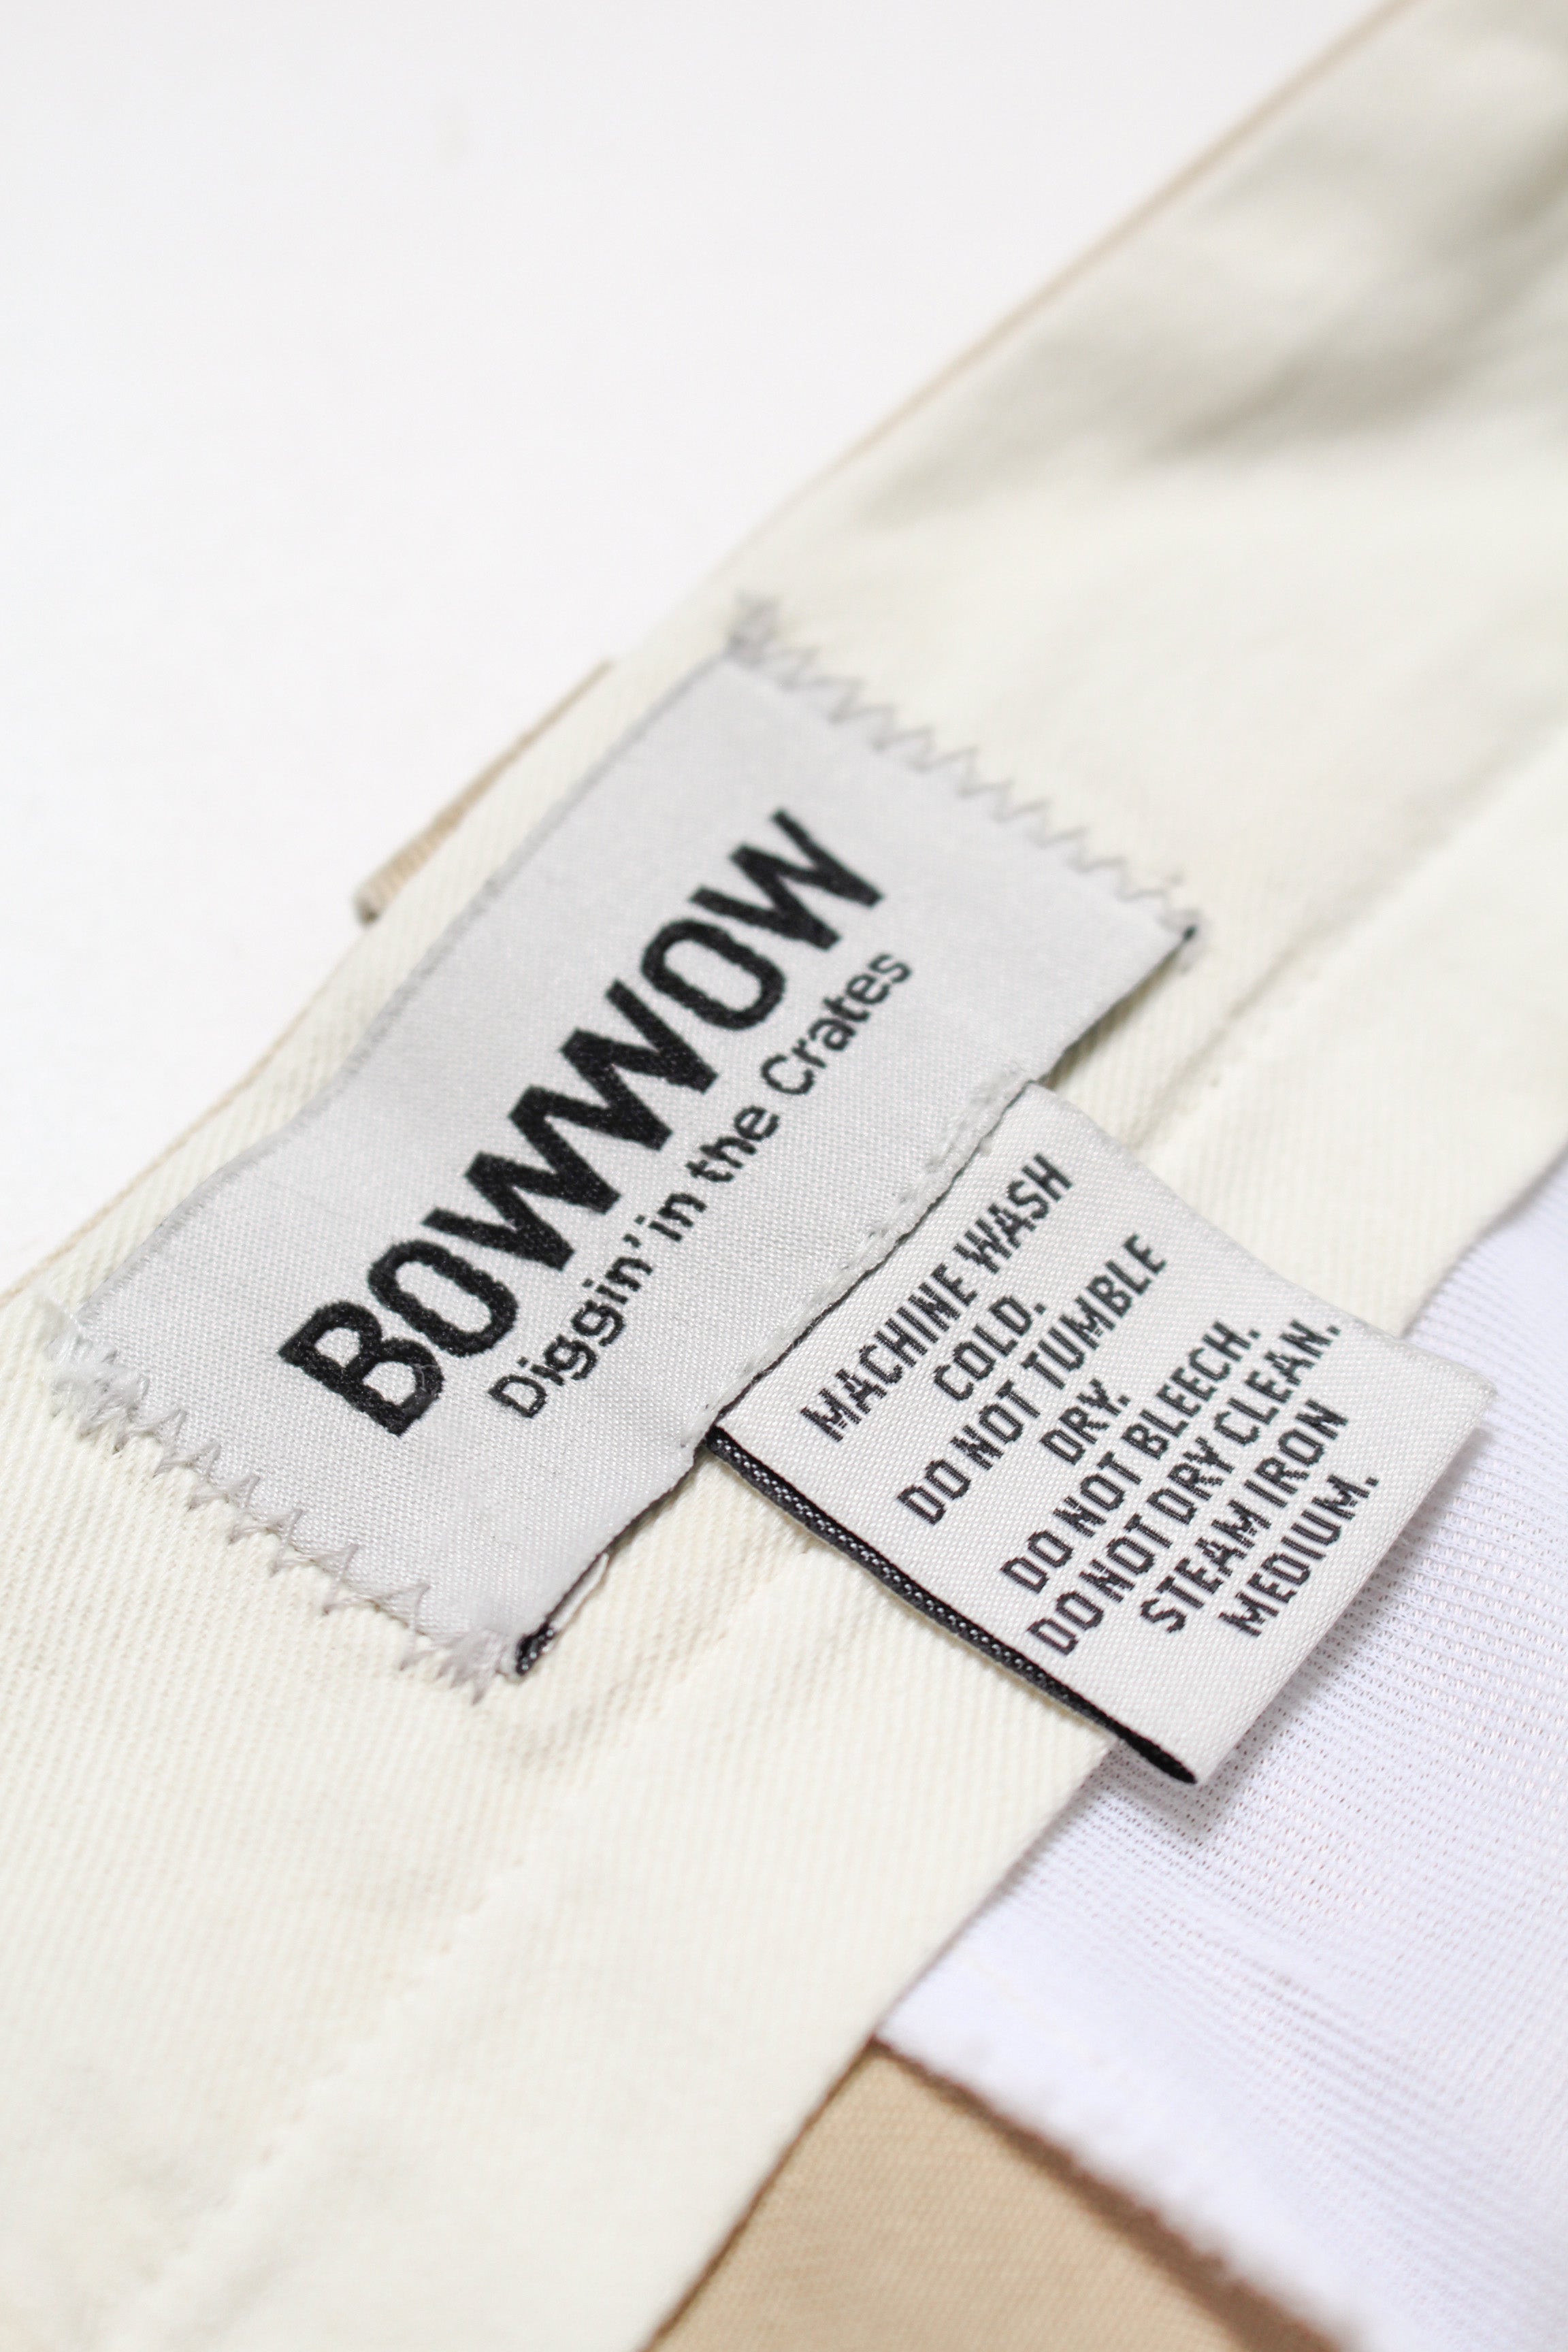 BOWWOW
Diggin' in the Crates
MACHINE WASH
COLD.
DO NOT TUMBLE
DRY.
DO NOT BLEECH.
DO NOT DRY CLEAN.
STEAM IRON
MEDIUM.